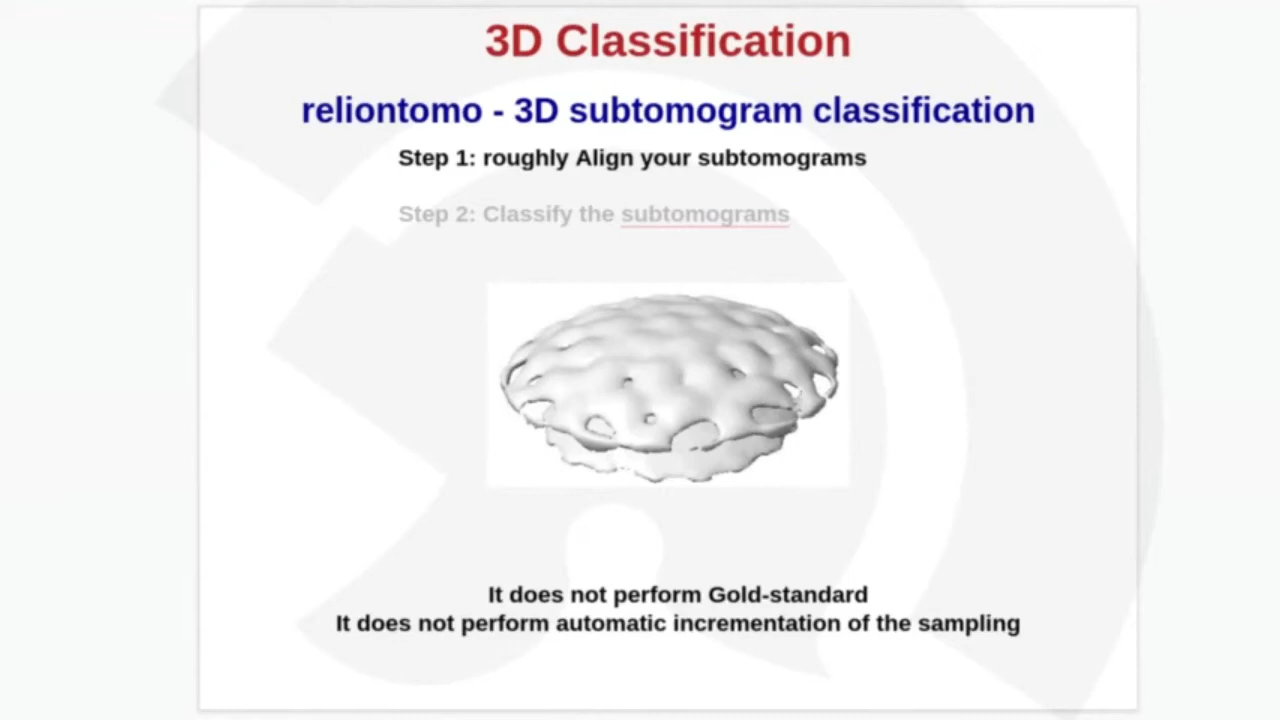 3D Classification
reliontomo - 3D subtomogram classification
Step 1: roughly Align your subtomograms
Step 2: Classify the subtomograms
It does not perform Gold-standard
It does not perform automatic incrementation of the sampling